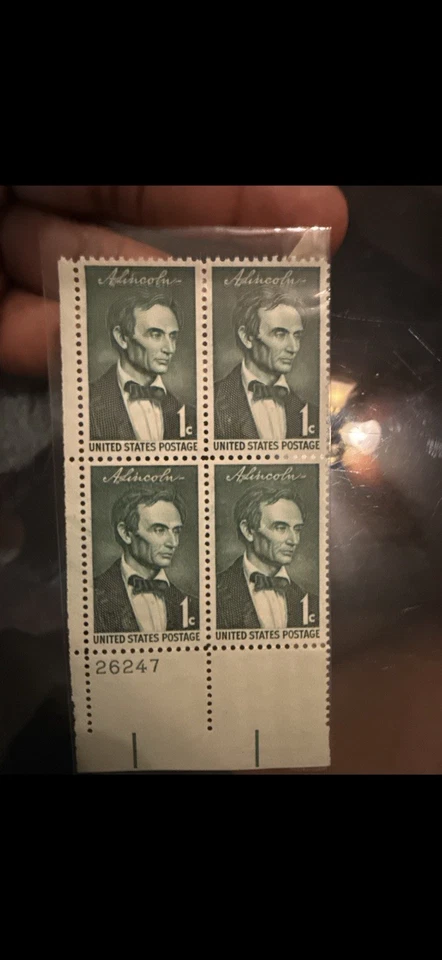 A.Lincoln A.Lincoln
1c 1c
UNITED STATES POSTAGE UNITED STATES POSTAGE
A.Lincoln A.Lincoln
1c 1c
UNITED STATES POSTAGE UNITED STATES POSTAGE
26247